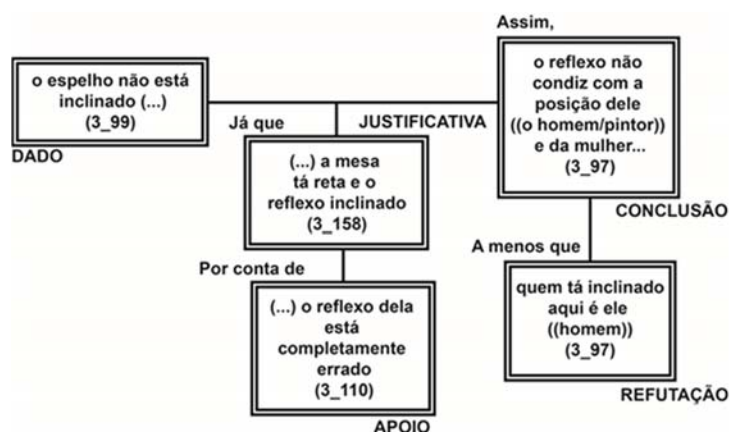 Assim,
o espelho não está
inclinado (...)
(3_99)
DADO
o reflexo não
condiz com a
posição dele
((o homem/pintor))
e da mulher...
(3_97)
CONCLUSÃO
Já que
JUSTIFICATIVA
(...) a mesa
tá reta e o
reflexo inclinado
(3_158)
A menos que
quem tá inclinado
aqui é ele
((homem))
(3_97)
REFUTAÇÃO
Por conta de
(...) o reflexo dela
está
completamente
errado
(3_110)
APOIO